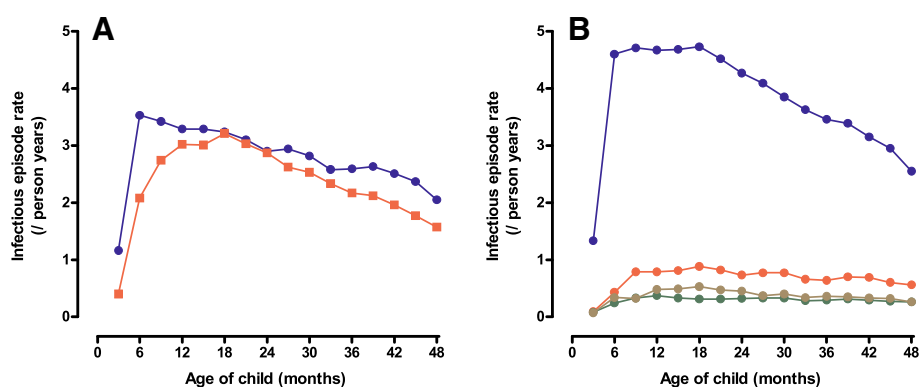 A
5
4
3
2
1
0
Infectious episode rate
(/ person years)
0 6 12 18 24 30 36 42 48
Age of child (months)
B
5
4
3
2
1
0
Infectious episode rate
(/ person years)
0 6 12 18 24 30 36 42 48
Age of child (months)